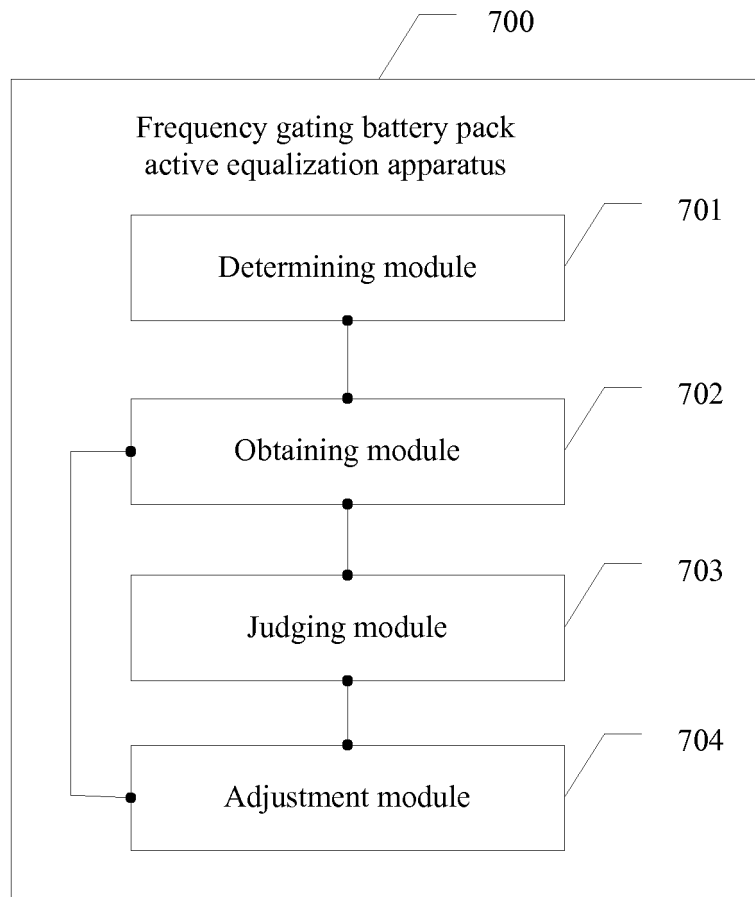 700
Frequency gating battery pack
active equalization apparatus
701
Determining module
702
Obtaining module
703
Judging module
704
Adjustment module